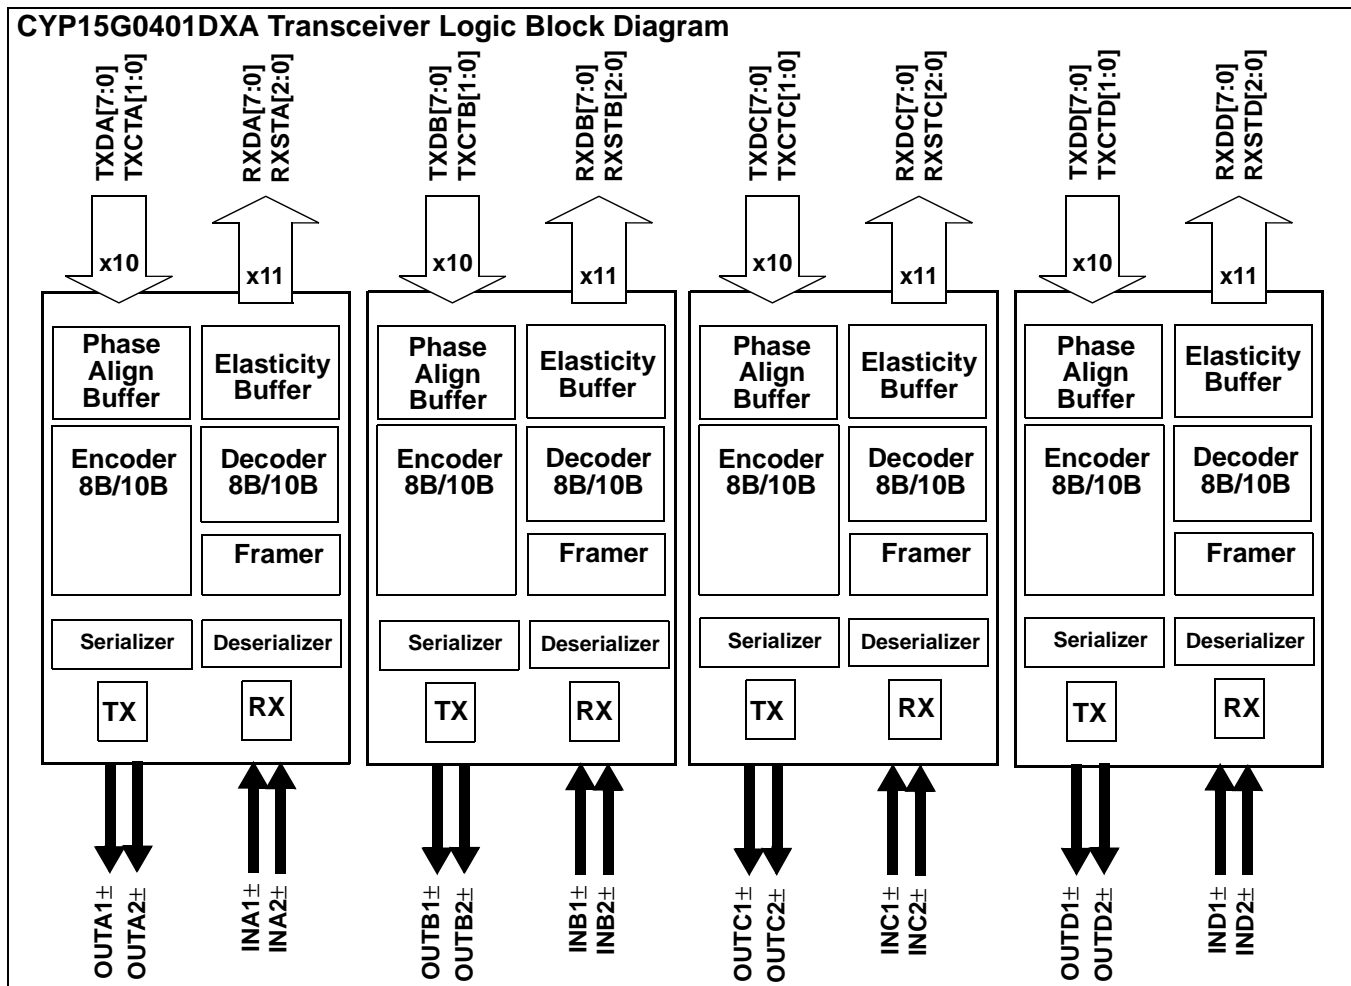 CYP15G0401DXA Transceiver Logic Block Diagram
TXDA[7:0]
TXCTA[1:0]
RXDA[7:0]
RXSTA[2:0]
TXDB[7:0]
TXCTB[1:0]
RXDB[7:0]
RXSTB[2:0]
TXDC[7:0]
TXCTC[1:0]
RXDC[7:0]
RXSTC[2:0]
TXDD[7:0]
TXCTD[1:0]
RXDD[7:0]
RXSTD[2:0]
x10
x11
x10
x11
x10
x11
x10
x11
Phase
Align
Buffer
Elasticity
Buffer
Encoder
8B/10B
Decoder
8B/10B
Framer
Serializer
Deserializer
TX
RX
Phase
Align
Buffer
Elasticity
Buffer
Encoder
8B/10B
Decoder
8B/10B
Framer
Serializer
Deserializer
TX
RX
Phase
Align
Buffer
Elasticity
Buffer
Encoder
8B/10B
Decoder
8B/10B
Framer
Serializer
Deserializer
TX
RX
Phase
Align
Buffer
Elasticity
Buffer
Encoder
8B/10B
Decoder
8B/10B
Framer
Serializer
Deserializer
TX
RX
OUTA1±
OUTA2±
INA1±
INA2±
OUTB1±
OUTB2±
INB1±
INB2±
OUTC1±
OUTC2±
INC1±
INC2±
OUTD1±
OUTD2±
IND1±
IND2±